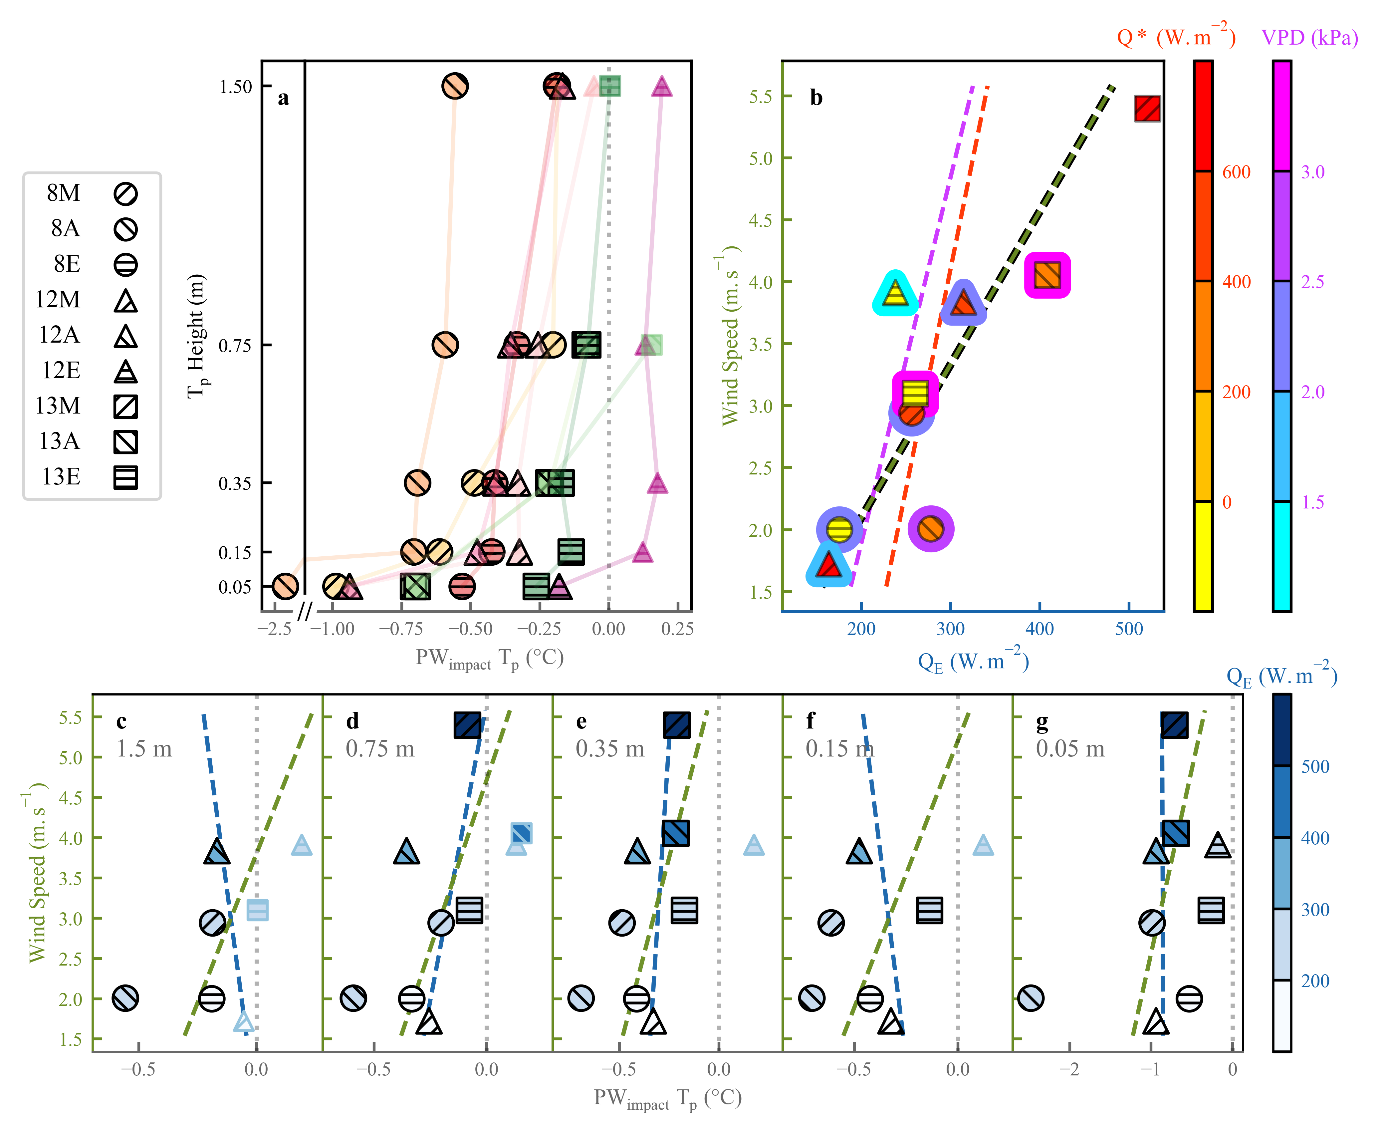 8M
8A
8E
12M
12A
12E
13M
13A
13E
a
T_p Height (m)
1.50
0.75
0.35
0.15
0.05
−2.5 −1.00 −0.75 −0.50 −0.25 0.00 0.25
PW_impact T_p (°C)
b
Wind Speed (m. s⁻¹)
5.5
5.0
4.5
4.0
3.5
3.0
2.5
2.0
1.5
200 300 400 500
Q_E (W. m⁻²)
Q* (W. m⁻²)
600
400
200
0
VPD (kPa)
3.0
2.5
2.0
1.5
Wind Speed (m. s⁻¹)
5.5
5.0
4.5
4.0
3.5
3.0
2.5
2.0
1.5
c
1.5 m
d
0.75 m
e
0.35 m
f
0.15 m
g
0.05 m
−0.5 0.0 −0.5 0.0 −0.5 0.0 −0.5 0.0 −2 −1 0
PW_impact T_p (°C)
Q_E (W. m⁻²)
500
400
300
200